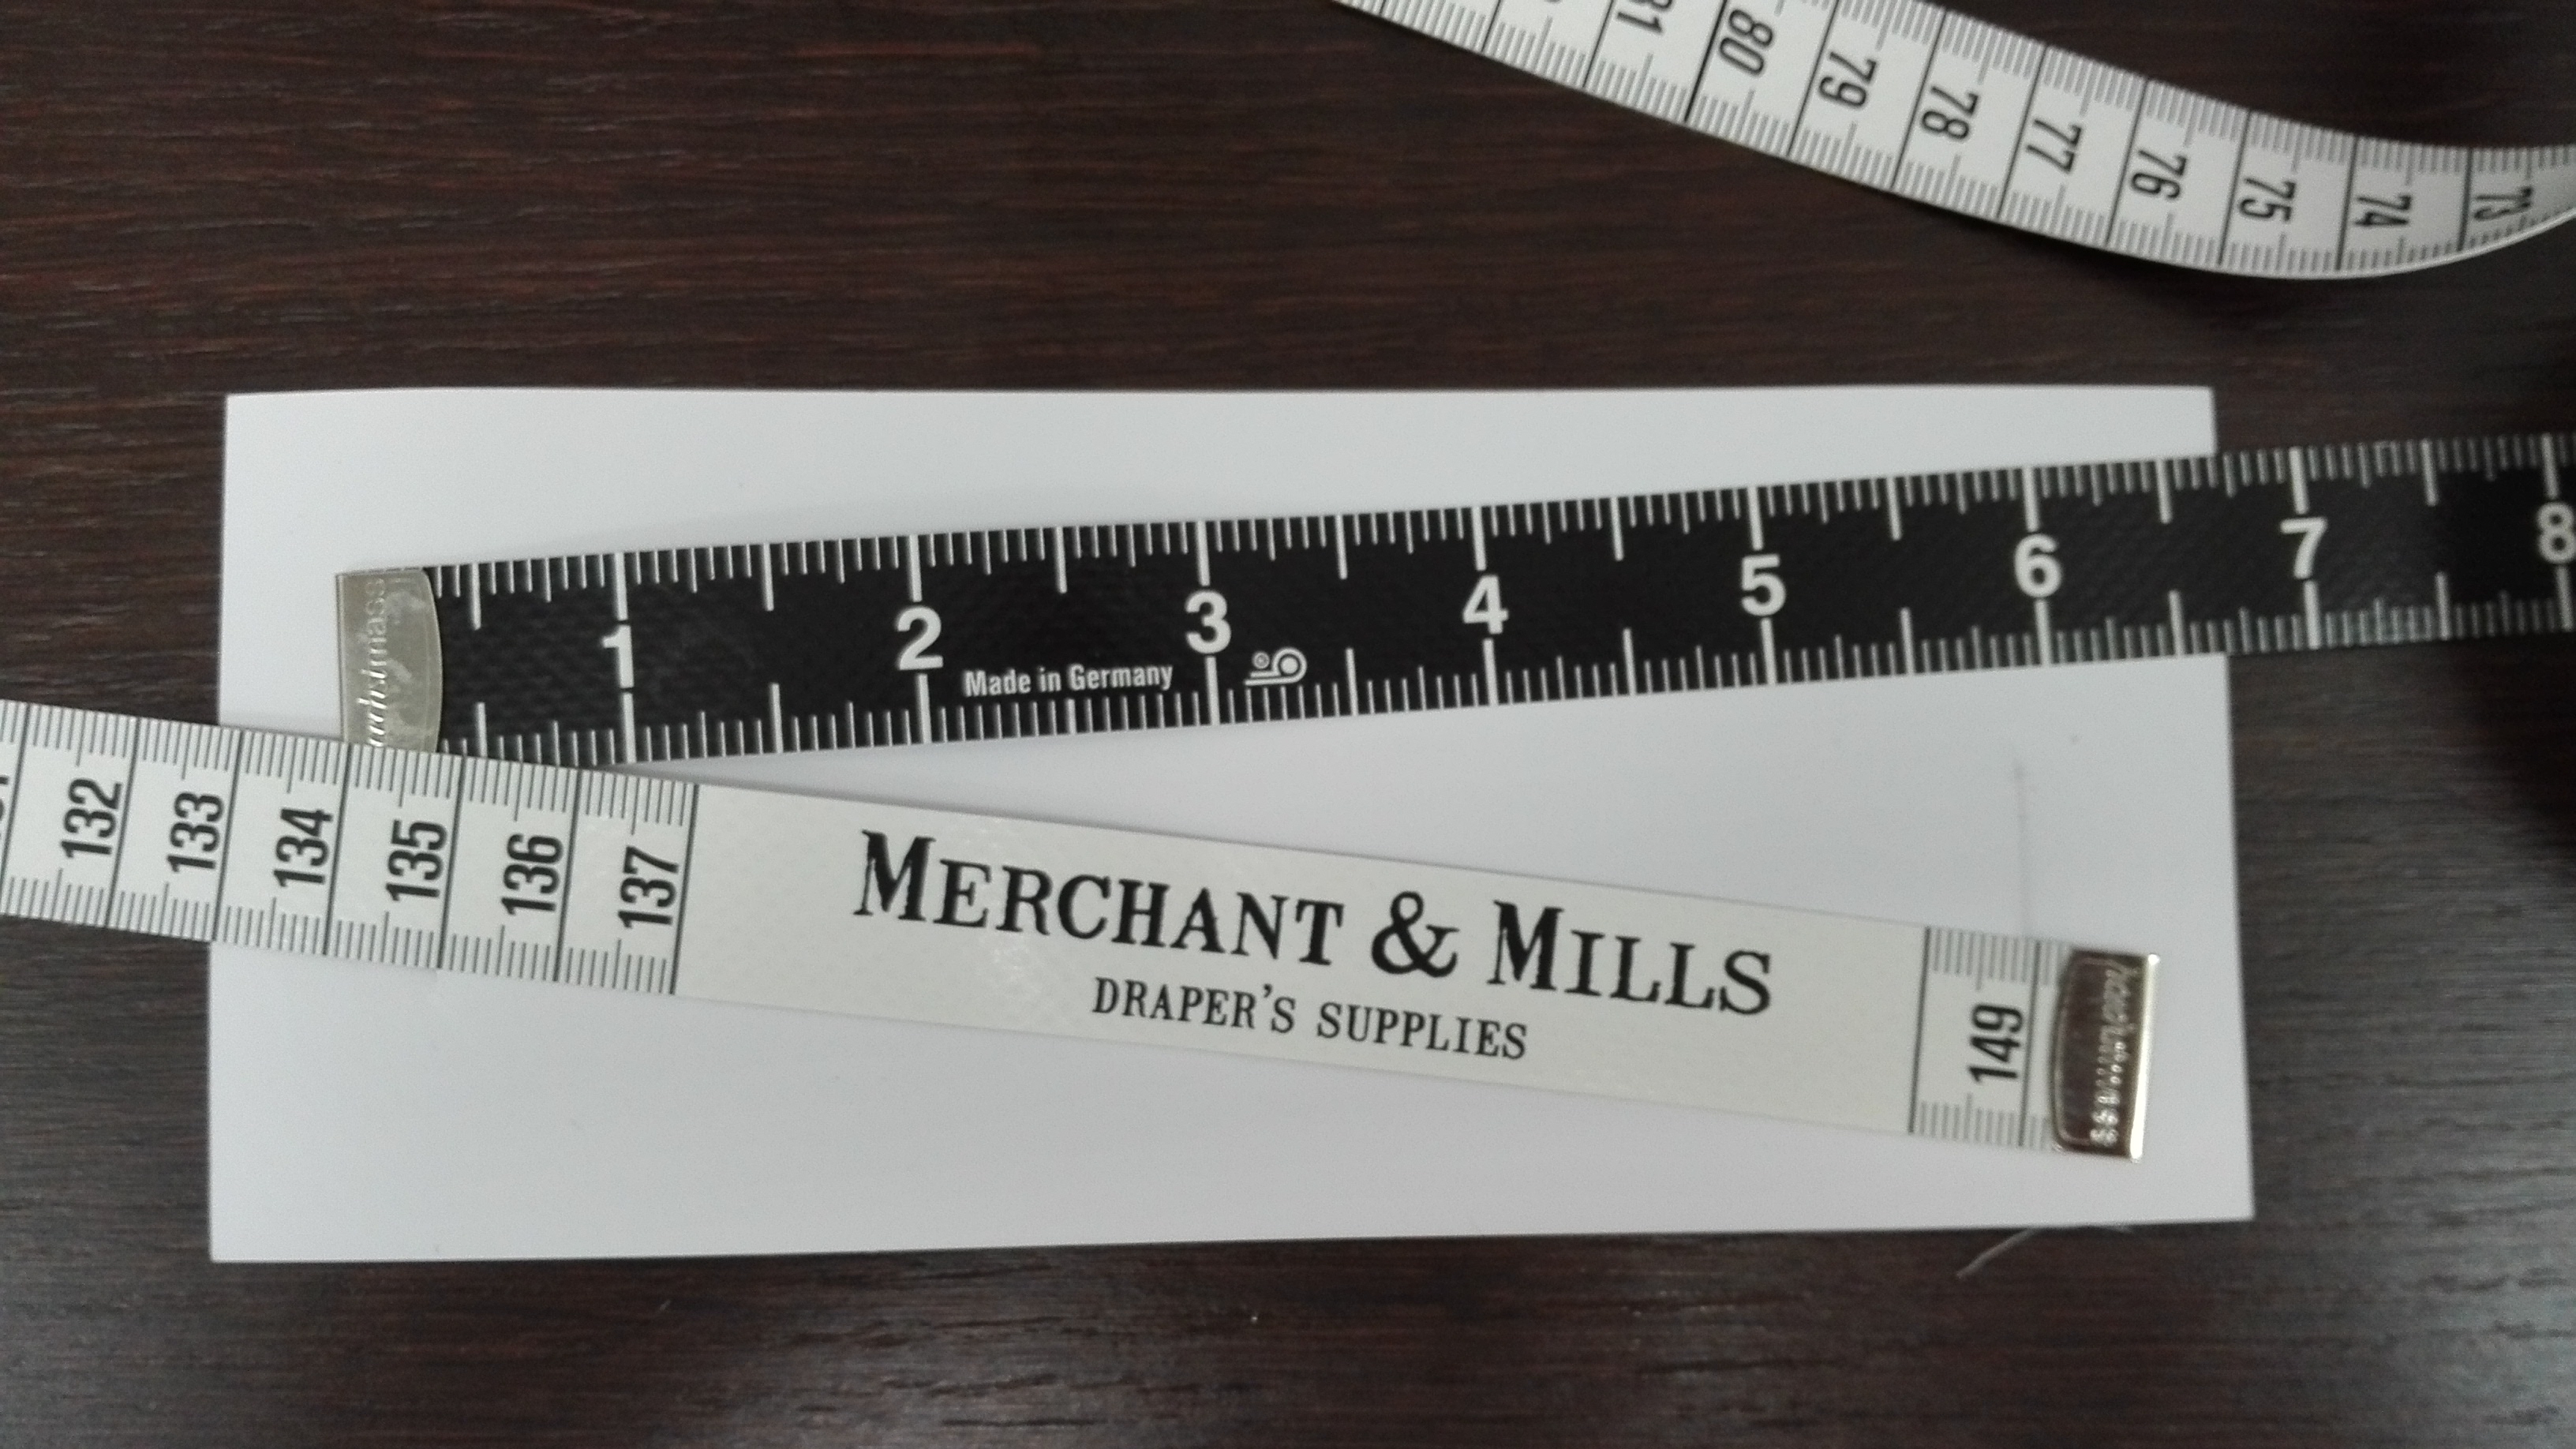 81 80 79 78 77 76 75 74 73
1 2 3 4 5 6 7 8
Made in Germany
132 133 134 135 136 137
MERCHANT & MILLS
DRAPER'S SUPPLIES
149